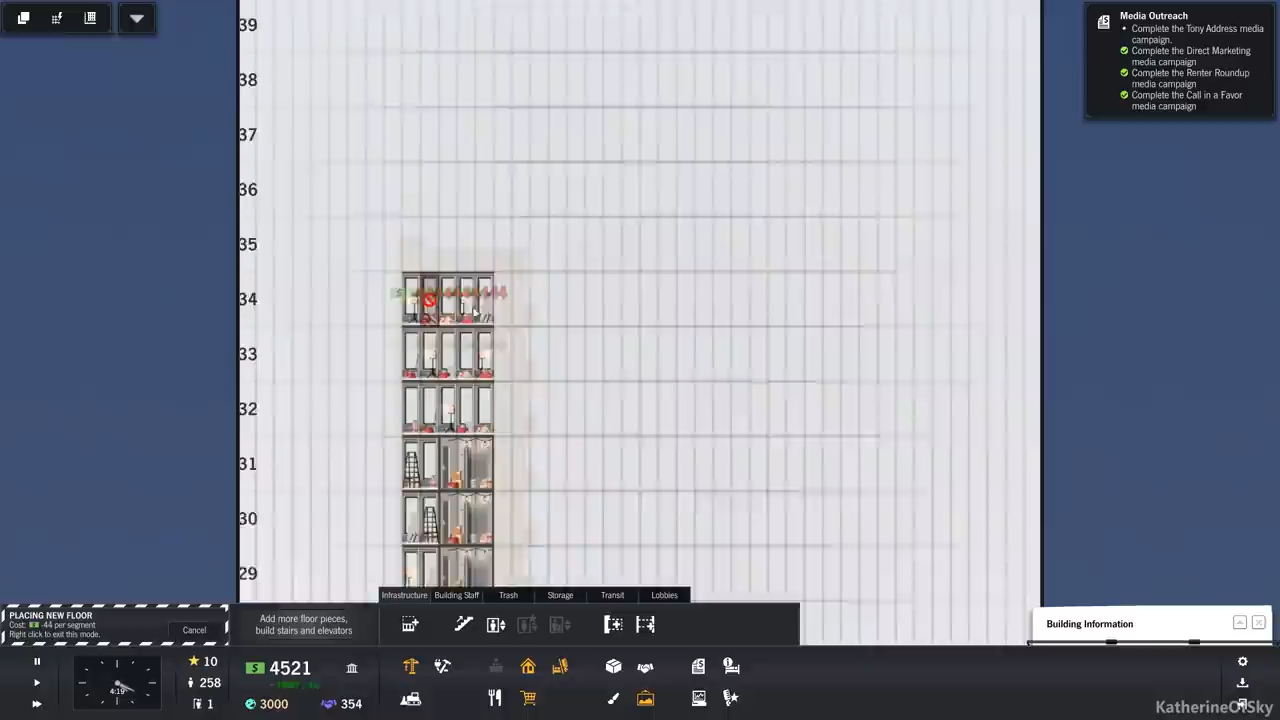 39
38
37
36
35
34
33
32
31
30
29
Media Outreach
Complete the Tony Address media
campaign.
Complete the Direct Marketing
media campaign
Complete the Renter Roundup
media campaign
Complete the Call in a Favor
media campaign
Infrastructure
Building Staff
Trash
Storage
Transit
Lobbies
PLACING NEW FLOOR
Cost: -44 per segment
Right click to exit this mode.
Cancel
Add more floor pieces,
build stairs and elevators
Building Information
4:19
10
258
1
4521
3000
354
KatherineOfSky